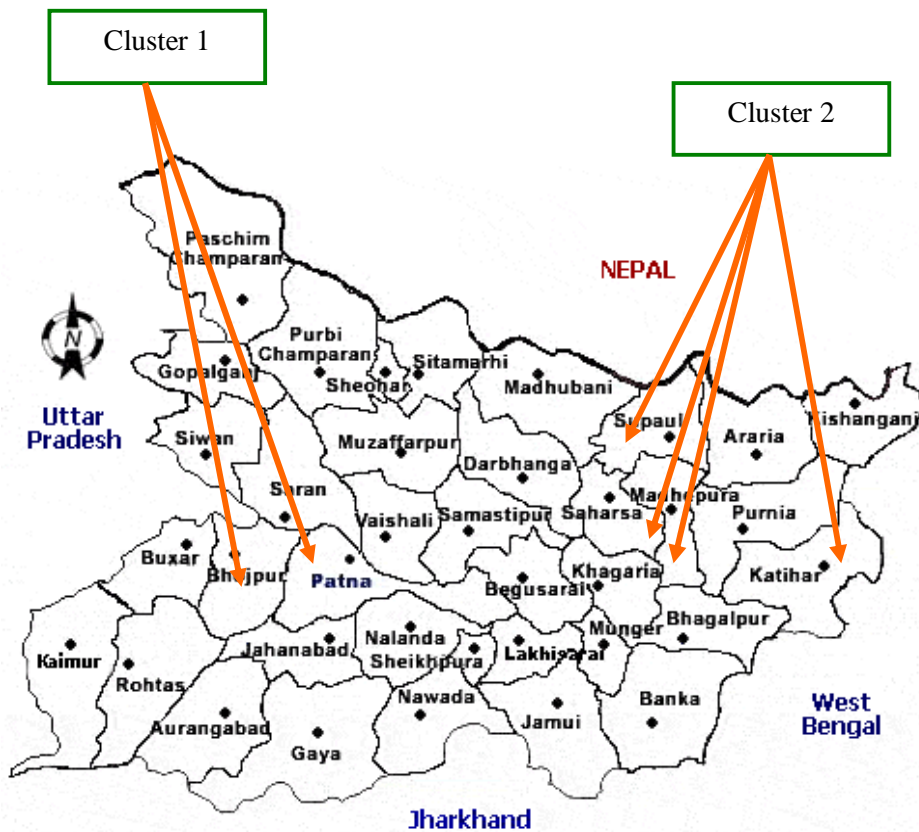 Cluster 1
Cluster 2
Paschim
Champaran
NEPAL
N
Purbi
Champaran
Sitamarhi
Gopalganj
Sheohar
Madhubani
Uttar
Pradesh
Supaul
Kishanganj
Siwan
Muzaffarpur
Araria
Darbhanga
Saran
Madhepura
Saharsa
Vaishali
Samastipur
Purnia
Buxar
Bhojpur
Patna
Begusarai
Khagaria
Katihar
Bhagalpur
Munger
Nalanda
Jahanabad
Sheikhpura
Lakhisarai
Kaimur
Rohtas
Nawada
Banka
West
Bengal
Jamui
Aurangabad
Gaya
Jharkhand